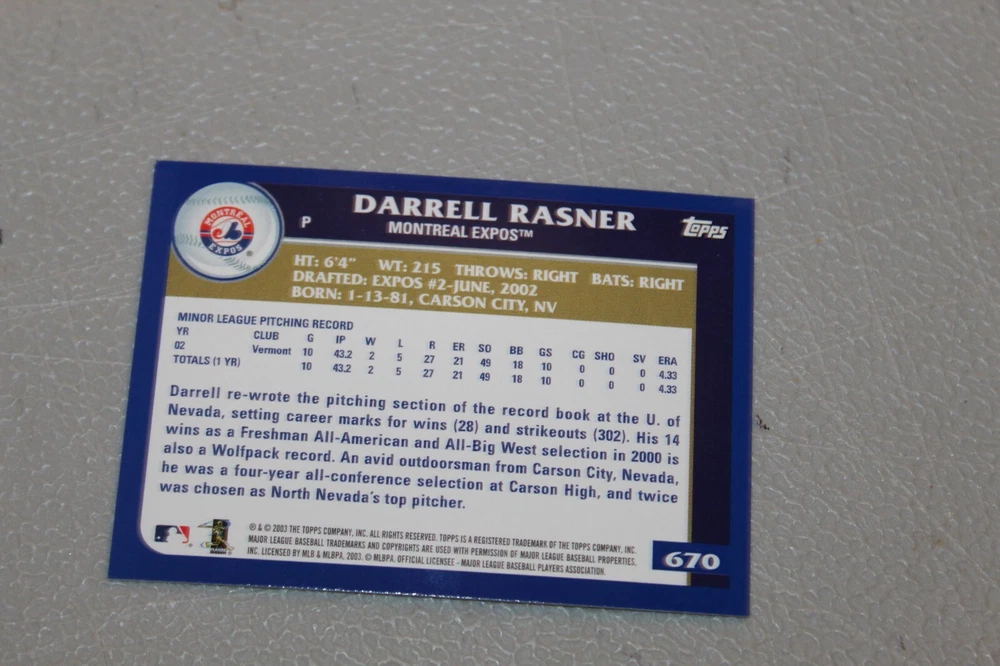 MONTREAL
EXPOS
P
DARRELL RASNER
MONTREAL EXPOS™
Topps
HT: 6'4" WT: 215 THROWS: RIGHT BATS: RIGHT
DRAFTED: EXPOS #2-JUNE, 2002
BORN: 1-13-81, CARSON CITY, NV
MINOR LEAGUE PITCHING RECORD
YR CLUB G IP W L R ER SO BB GS CG SHO SV ERA
02 Vermont 10 43.2 2 5 27 21 49 18 10 0 0 0 4.33
TOTALS (1 YR) 10 43.2 2 5 27 21 49 18 10 0 0 0 4.33
Darrell re-wrote the pitching section of the record book at the U. of
Nevada, setting career marks for wins (28) and strikeouts (302). His 14
wins as a Freshman All-American and All-Big West selection in 2000 is
also a Wolfpack record. An avid outdoorsman from Carson City, Nevada,
he was a four-year all-conference selection at Carson High, and twice
was chosen as North Nevada's top pitcher.
® & © 2003 THE TOPPS COMPANY, INC. ALL RIGHTS RESERVED. TOPPS IS A REGISTERED TRADEMARK OF THE TOPPS COMPANY, INC.
MAJOR LEAGUE BASEBALL TRADEMARKS AND COPYRIGHTS ARE USED WITH PERMISSION OF MAJOR LEAGUE BASEBALL PROPERTIES,
INC. LICENSED BY MLB & MLBPA, 2003. © MLBPA. OFFICIAL LICENSEE - MAJOR LEAGUE BASEBALL PLAYERS ASSOCIATION.
670